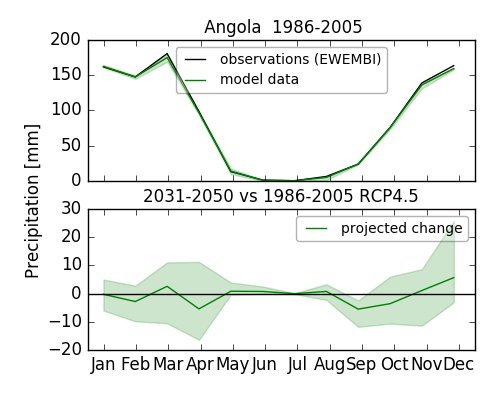 Angola 1986-2005
200
150
100
50
0
observations (EWEMBI)
model data
Precipitation [mm]
2031-2050 vs 1986-2005 RCP4.5
30
20
10
0
−10
−20
projected change
Jan Feb Mar Apr May Jun Jul Aug Sep Oct Nov Dec